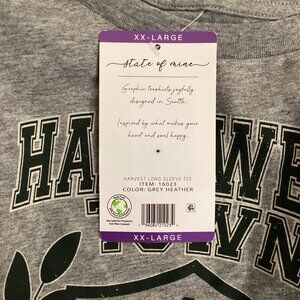 XX-LARGE
state of mine
Graphic teeshirts joyfully
designed in Seattle.
Inspired by what makes your
heart and soul happy.
HARVEST LONG SLEEVE TEE
ITEM: 16023
COLOR: GREY HEATHER
XX-LARGE
TOWN